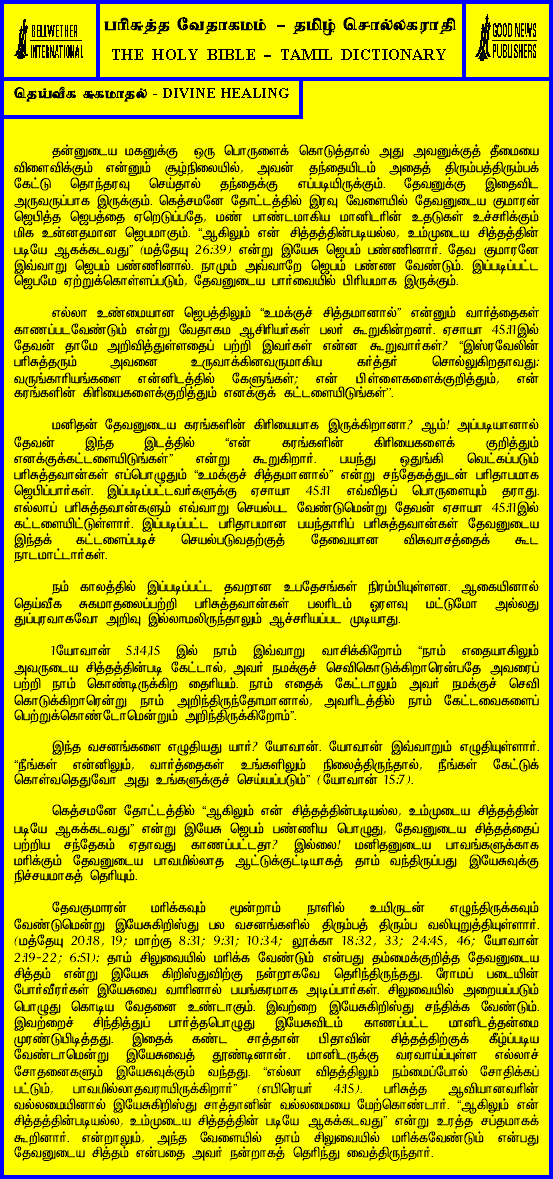 BELLWETHER
INTERNATIONAL
பரிசுத்த வேதாகமம் – தமிழ் சொல்லகராதி
THE HOLY BIBLE – TAMIL DICTIONARY
GOOD NEWS
PUBLISHERS
தெய்வீக சுகமாதல் - DIVINE HEALING
தன்னுடைய மகனுக்கு ஒரு பொருளைக் கொடுத்தால் அது அவனுக்குத் தீமையை
விளைவிக்கும் என்னும் சூழ்நிலையில், அவன் தந்தையிடம் அதைத் திரும்பத்திரும்பக்
கேட்டு தொந்தரவு செய்தால் தந்தைக்கு எப்படியிருக்கும். தேவனுக்கு இதைவிட
அருவருப்பாக இருக்கும். கெத்சமனே தோட்டத்தில் இரவு வேளையில் தேவனுடைய குமாரன்
ஜெபித்த ஜெபத்தை ஏறெடுப்பதே, மண் பாண்டமாகிய மானிடரின் உதடுகள் உச்சரிக்கும்
மிக உன்னதமான ஜெபமாகும். “ஆகிலும் என் சித்தத்தின்படியல்ல, உம்முடைய சித்தத்தின்
படியே ஆகக்கடவது” (மத்தேயு 26:39) என்று இயேசு ஜெபம் பண்ணினார். தேவ குமாரனே
இவ்வாறு ஜெபம் பண்ணினால். நாமும் அவ்வாறே ஜெபம் பண்ண வேண்டும். இப்படிப்பட்ட
ஜெபமே ஏற்றுக்கொள்ளப்படும், தேவனுடைய பார்வையில் பிரியமாக இருக்கும்.
எல்லா உண்மையான ஜெபத்திலும் “உமக்குச் சித்தமானால்” என்னும் வார்த்தைகள்
காணப்படவேண்டும் என்று வேதாகம ஆசிரியர்கள் பலர் கூறுகின்றனர். ஏசாயா 45:11இல்
தேவன் தாமே அறிவித்துள்ளதைப் பற்றி இவர்கள் என்ன கூறுவார்கள்? “இஸ்ரவேலின்
பரிசுத்தரும் அவனை உருவாக்கினவருமாகிய கர்த்தர் சொல்லுகிறதாவது:
வருங்காரியங்களை என்னிடத்தில் கேளுங்கள்; என் பிள்ளைகளைக்குறித்தும், என்
கரங்களின் கிரியைகளைக்குறித்தும் எனக்குக் கட்டளையிடுங்கள்”.
மனிதன் தேவனுடைய கரங்களின் கிரியையாக இருக்கிறானா? ஆம்! அப்படியானால்
தேவன் இந்த இடத்தில் “என் கரங்களின் கிரியைகளைக் குறித்தும்
எனக்குக்கட்டளையிடுங்கள்” என்று கூறுகிறார். பயந்து ஒதுங்கி வெட்கப்படும்
பரிசுத்தவான்கள் எப்பொழுதும் “உமக்குச் சித்தமானால்” என்று சந்தேகத்துடன் பரிதாபமாக
ஜெபிப்பார்கள். இப்படிப்பட்டவர்களுக்கு ஏசாயா 45:11 எவ்விதப் பொருளையும் தராது.
எல்லாப் பரிசுத்தவான்களும் எவ்வாறு செயல்பட வேண்டுமென்று தேவன் ஏசாயா 45:11இல்
கட்டளையிட்டுள்ளார். இப்படிப்பட்ட பரிதாபமான பயந்தாரிப் பரிசுத்தவான்கள் தேவனுடைய
இந்தக் கட்டளைப்படிச் செயல்படுவதற்குத் தேவையான விசுவாசத்தைக் கூட
நாடமாட்டார்கள்.
நம் காலத்தில் இப்படிப்பட்ட தவறான உபதேசங்கள் நிரம்பியுள்ளன. ஆகையினால்
தெய்வீக சுகமாதலைப்பற்றி பரிசுத்தவான்கள் பலரிடம் ஓரளவு மட்டுமோ அல்லது
துப்புரவாகவோ அறிவு இல்லாமலிருந்தாலும் ஆச்சரியப்பட முடியாது.
1யோவான் 5:14,15 இல் நாம் இவ்வாறு வாசிக்கிறோம் “நாம் எதையாகிலும்
அவருடைய சித்தத்தின்படி கேட்டால், அவர் நமக்குச் செவிகொடுக்கிறாரென்பதே அவரைப்
பற்றி நாம் கொண்டிருக்கிற தைரியம். நாம் எதைக் கேட்டாலும் அவர் நமக்குச் செவி
கொடுக்கிறாரென்று நாம் அறிந்திருந்தோமானால், அவரிடத்தில் நாம் கேட்டவைகளைப்
பெற்றுக்கொண்டோமென்றும் அறிந்திருக்கிறோம்”.
இந்த வசனங்களை எழுதியது யார்? யோவான். யோவான் இவ்வாறும் எழுதியுள்ளார்.
“நீங்கள் என்னிலும், வார்த்தைகள் உங்களிலும் நிலைத்திருந்தால், நீங்கள் கேட்டுக்
கொள்வதெதுவோ அது உங்களுக்குச் செய்யப்படும்” (யோவான் 15:7).
கெத்சமனே தோட்டத்தில் “ஆகிலும் என் சித்தத்தின்படியல்ல, உம்முடைய சித்தத்தின்
படியே ஆகக்கடவது” என்று இயேசு ஜெபம் பண்ணிய பொழுது, தேவனுடைய சித்தத்தைப்
பற்றிய சந்தேகம் ஏதாவது காணப்பட்டதா? இல்லை! மனிதனுடைய பாவங்களுக்காக
மரிக்கும் தேவனுடைய பாவமில்லாத ஆட்டுக்குட்டியாகத் தாம் வந்திருப்பது இயேசுவுக்கு
நிச்சயமாகத் தெரியும்.
தேவகுமாரன் மரிக்கவும் மூன்றாம் நாளில் உயிருடன் எழுந்திருக்கவும்
வேண்டுமென்று இயேசுகிறிஸ்து பல வசனங்களில் திரும்பத் திரும்ப வலியுறுத்தியுள்ளார்.
(மத்தேயு 20:18, 19; மாற்கு 8:31; 9:31; 10:34; லூக்கா 18:32, 33; 24:45, 46; யோவான்
2:19-22; 6:51): தாம் சிலுவையில் மரிக்க வேண்டும் என்பது தம்மைக்குறித்த தேவனுடைய
சித்தம் என்று இயேசு கிறிஸ்துவிற்கு நன்றாகவே தெரிந்திருந்தது. ரோமப் படையின்
போர்வீரர்கள் இயேசுவை வாரினால் பயங்கரமாக அடிப்பார்கள். சிலுவையில் அறையப்படும்
பொழுது கொடிய வேதனை உண்டாகும். இவற்றை இயேசுகிறிஸ்து சந்திக்க வேண்டும்.
இவற்றைச் சிந்தித்துப் பார்த்தபொழுது இயேசுவிடம் காணப்பட்ட மானிடத்தன்மை
முரண்டுபிடித்தது. இதைக் கண்ட சாத்தான் பிதாவின் சித்தத்திற்குக் கீழ்ப்படிய
வேண்டாமென்று இயேசுவைத் தூண்டினான். மானிடருக்கு வரவாய்ப்புள்ள எல்லாச்
சோதனைகளும் இயேசுவுக்கும் வந்தது. “எல்லா விதத்திலும் நம்மைப்போல் சோதிக்கப்
பட்டும், பாவமில்லாதவராயிருக்கிறார்” (எபிரெயர் 4:15). பரிசுத்த ஆவியானவரின்
வல்லமையினால் இயேசுகிறிஸ்து சாத்தானின் வல்லமையை மேற்கொண்டார். “ஆகிலும் என்
சித்தத்தின்படியல்ல, உம்முடைய சித்தத்தின் படியே ஆகக்கடவது” என்று உரத்த சப்தமாகக்
கூறினார். என்றாலும், அந்த வேளையில் தாம் சிலுவையில் மரிக்கவேண்டும் என்பது
தேவனுடைய சித்தம் என்பதை அவர் நன்றாகத் தெரிந்து வைத்திருந்தார்.